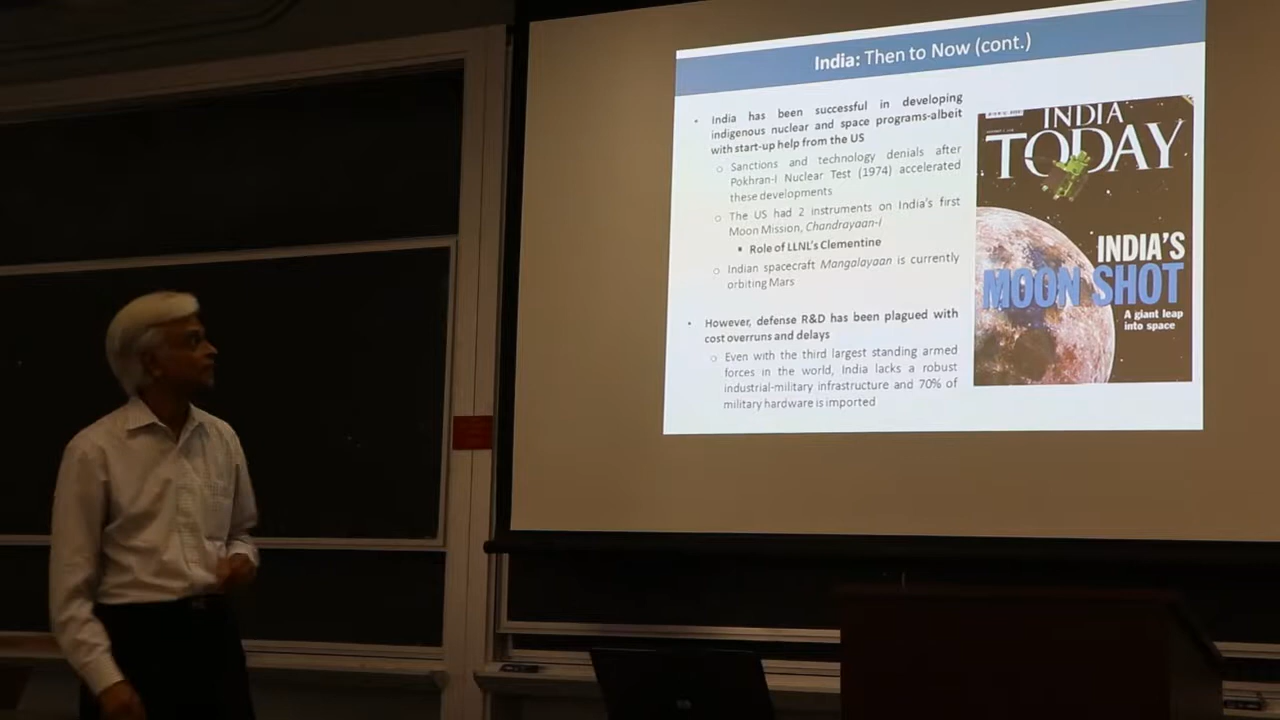 India: Then to Now (cont.)
• India has been successful in developing
indigenous nuclear and space programs-albeit
with start-up help from the US
o Sanctions and technology denials after
Pokhran-I Nuclear Test (1974) accelerated
these developments
o The US had 2 instruments on India's first
Moon Mission, Chandrayaan-I
▪ Role of LLNL's Clementine
o Indian spacecraft Mangalayaan is currently
orbiting Mars
• However, defense R&D has been plagued with
cost overruns and delays
o Even with the third largest standing armed
forces in the world, India lacks a robust
industrial-military infrastructure and 70% of
military hardware is imported
INDIA
TODAY
INDIA'S
MOON SHOT
A giant leap
into space